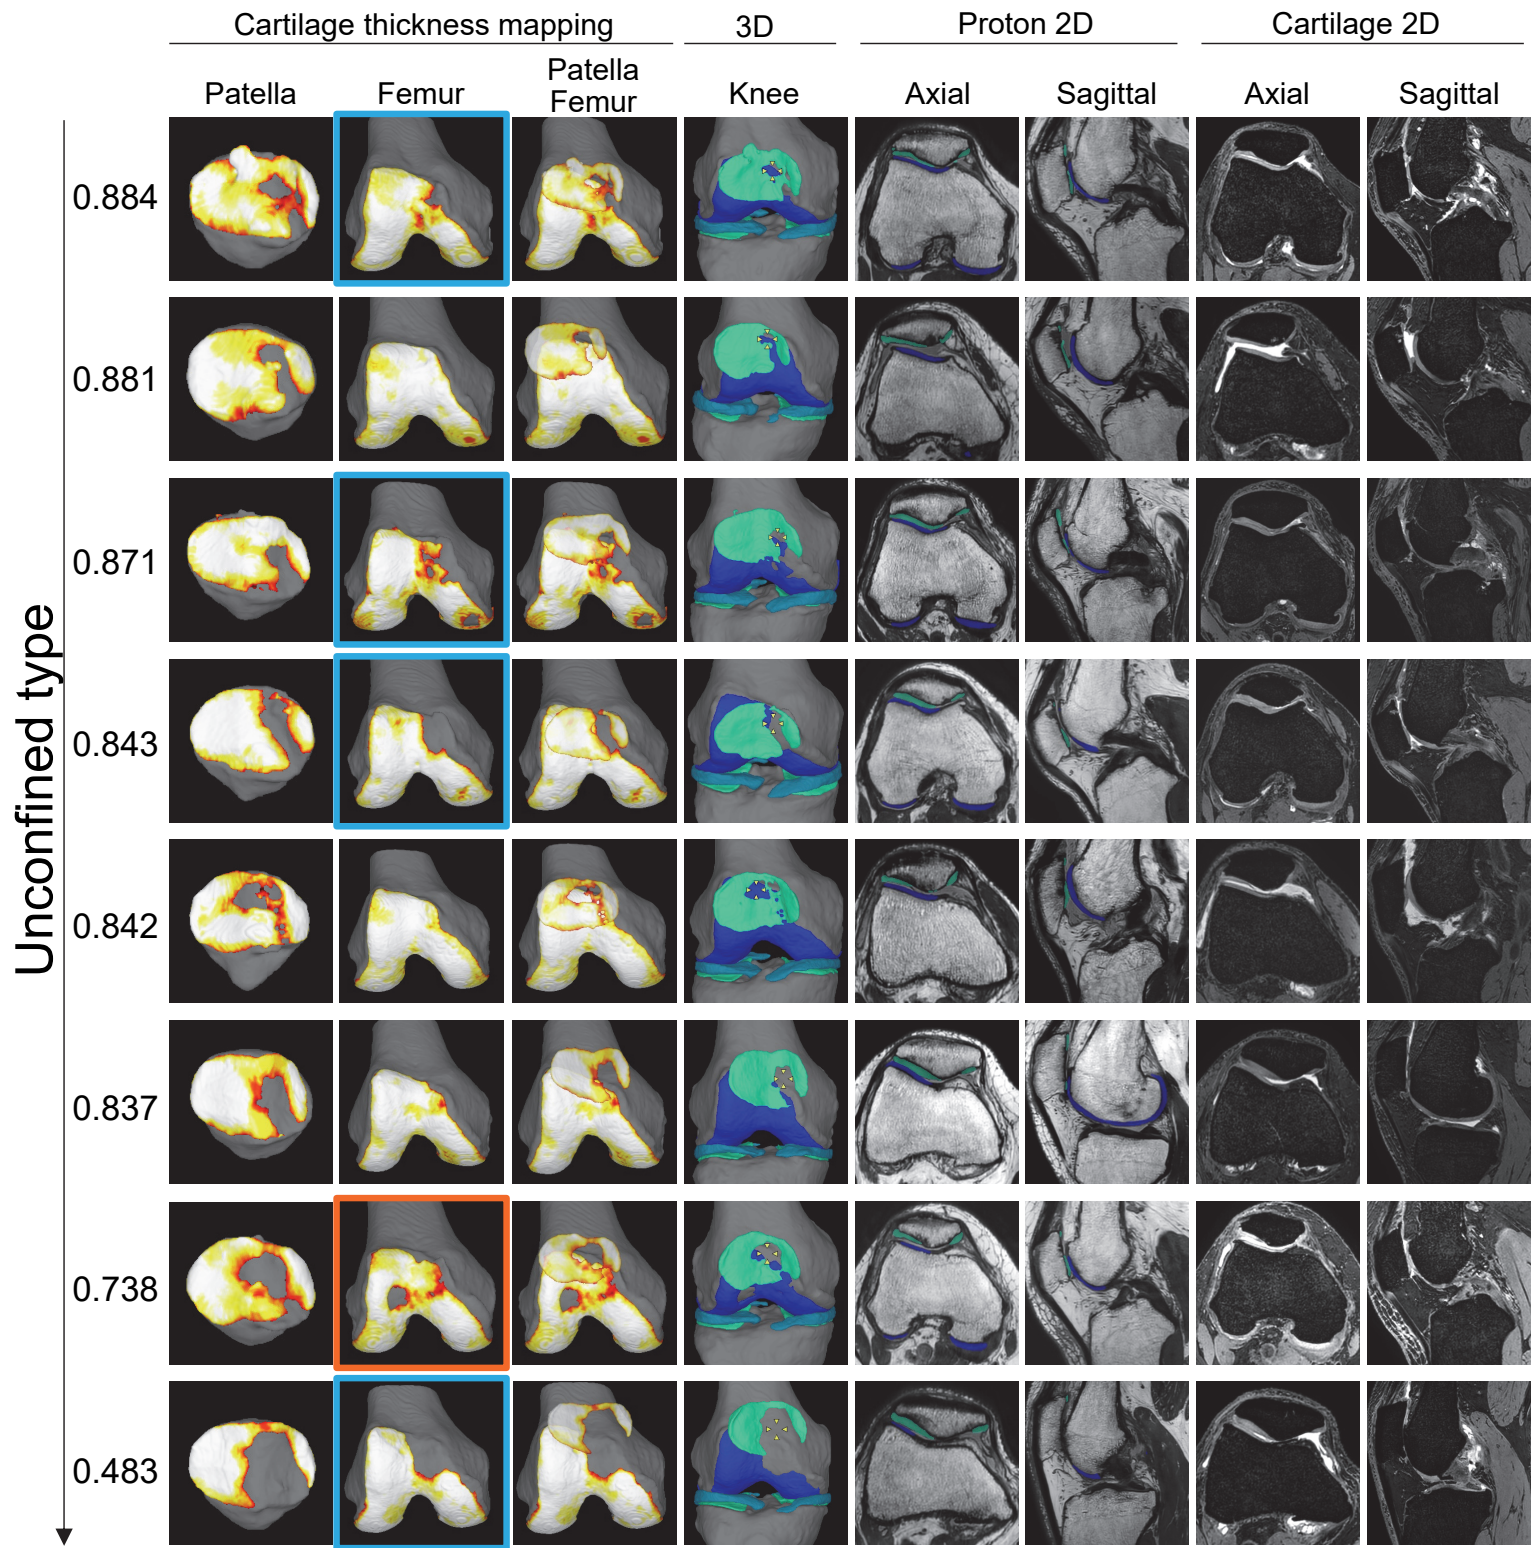 Cartilage thickness mapping
3D
Proton 2D
Cartilage 2D
Patella
Femur
Patella
Femur
Knee
Axial
Sagittal
Axial
Sagittal
Unconfined type
0.884
0.881
0.871
0.843
0.842
0.837
0.738
0.483